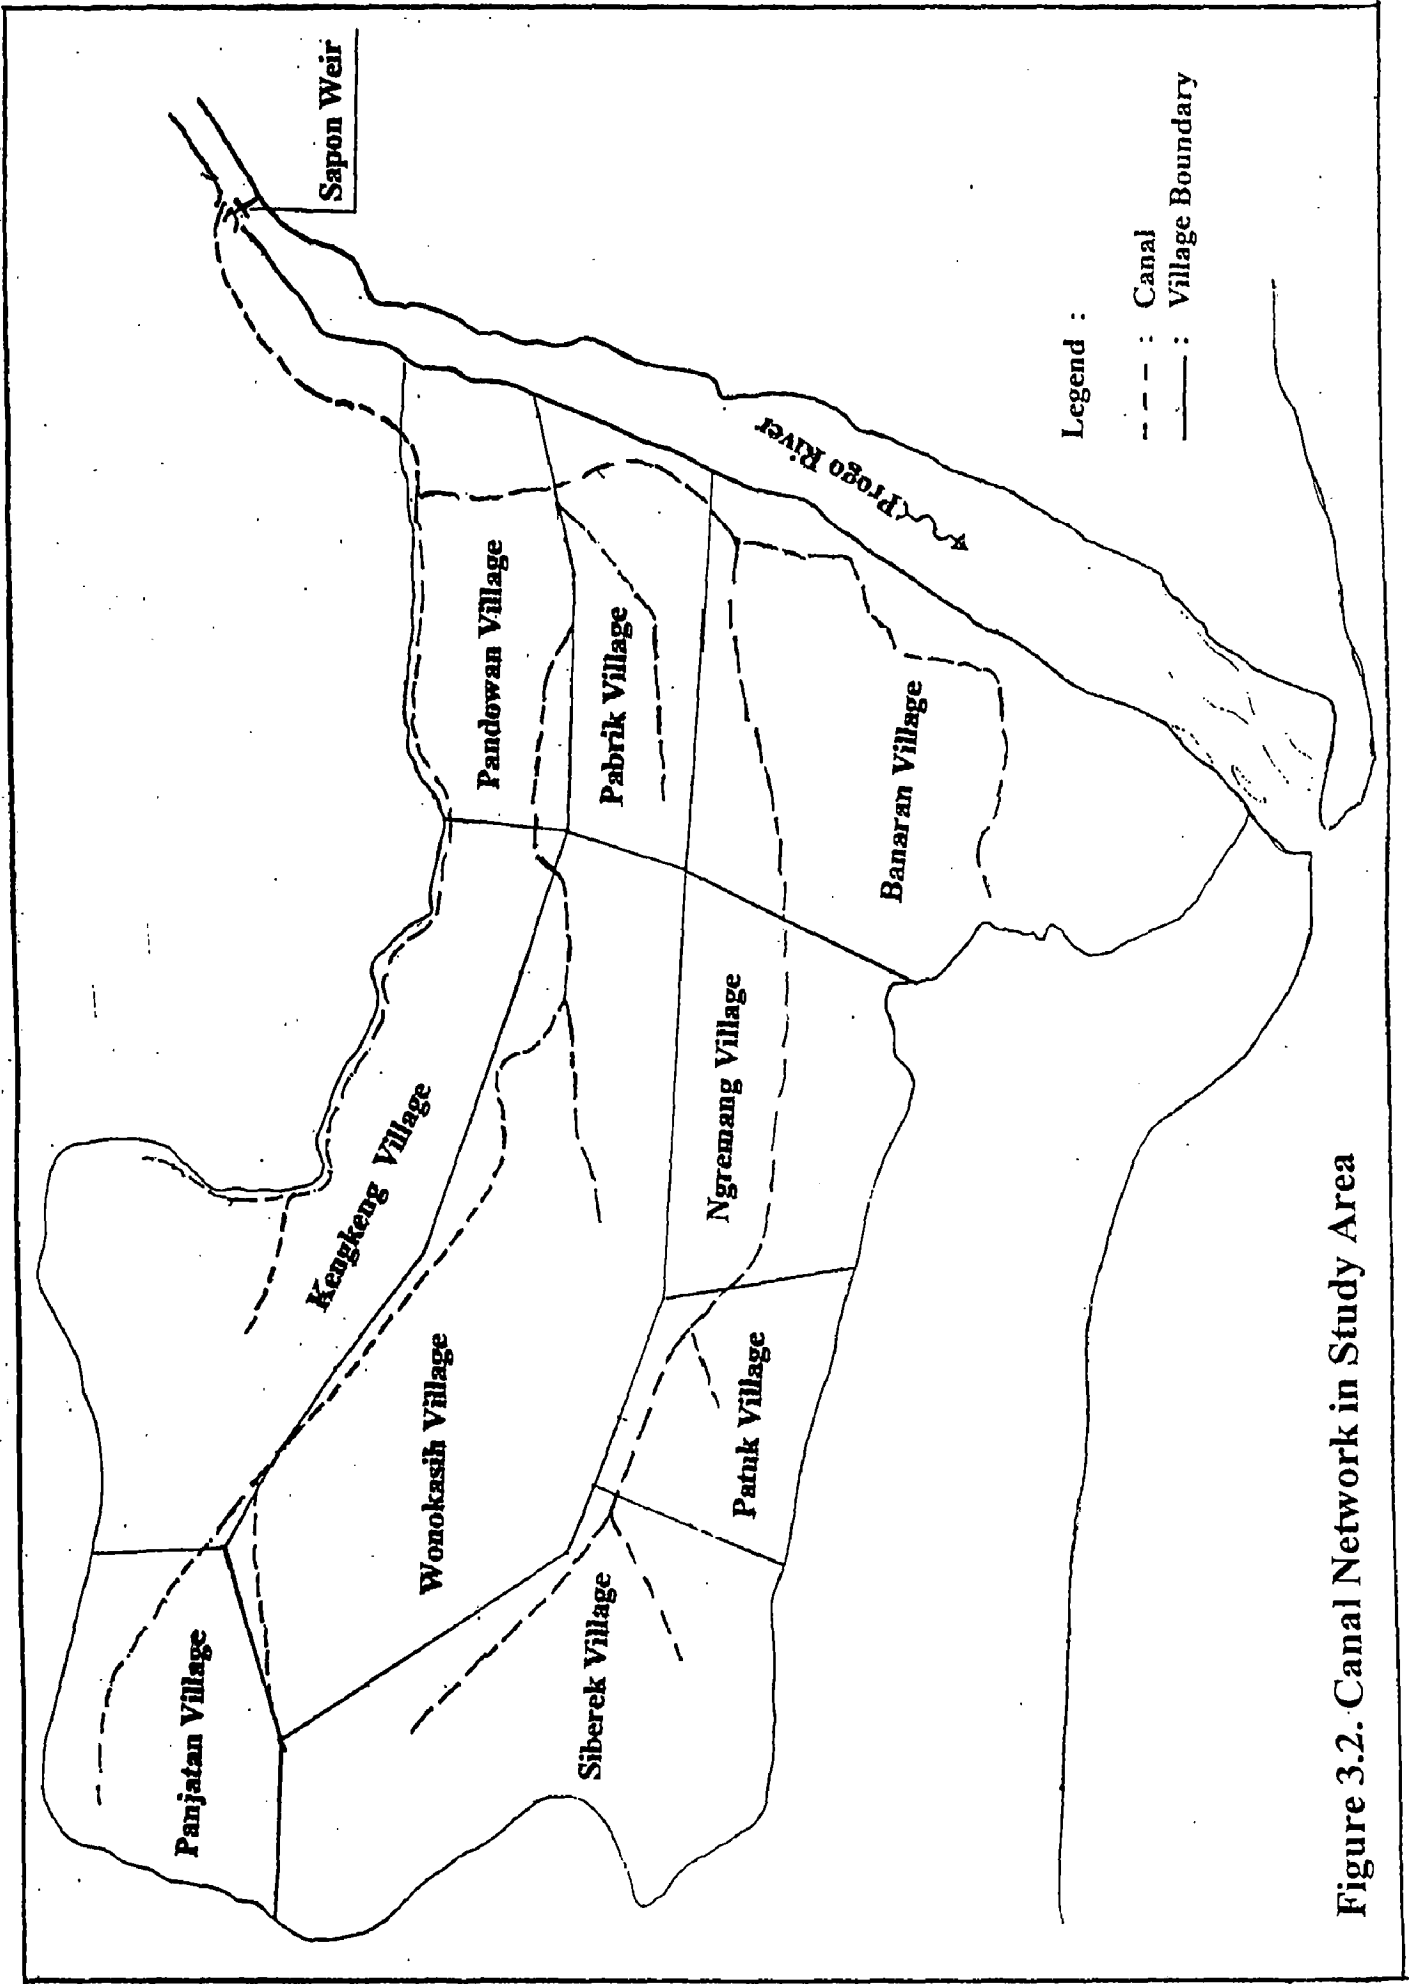 Sapon Weir
Pandowan Village
Pabrik Village
Progo River
Banaran Village
Kengkeng Village
Ngremang Village
Wonokasih Village
Patuk Village
Panjatan Village
Siberek Village
Legend :
: Canal
: Village Boundary
Figure 3.2. Canal Network in Study Area